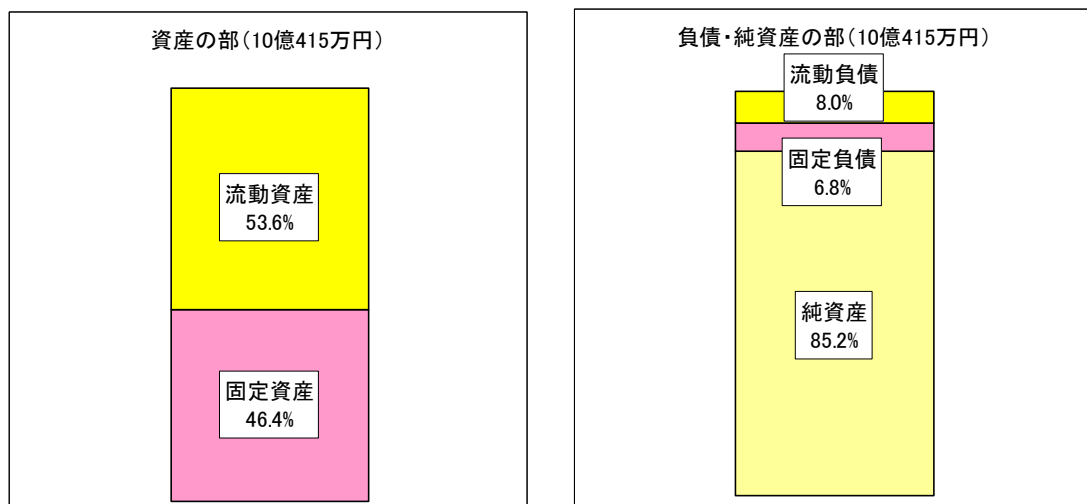 資産の部（10億415万円）
流動資産
53.6%
固定資産
46.4%
負債・純資産の部（10億415万円）
流動負債
8.0%
固定負債
6.8%
純資産
85.2%